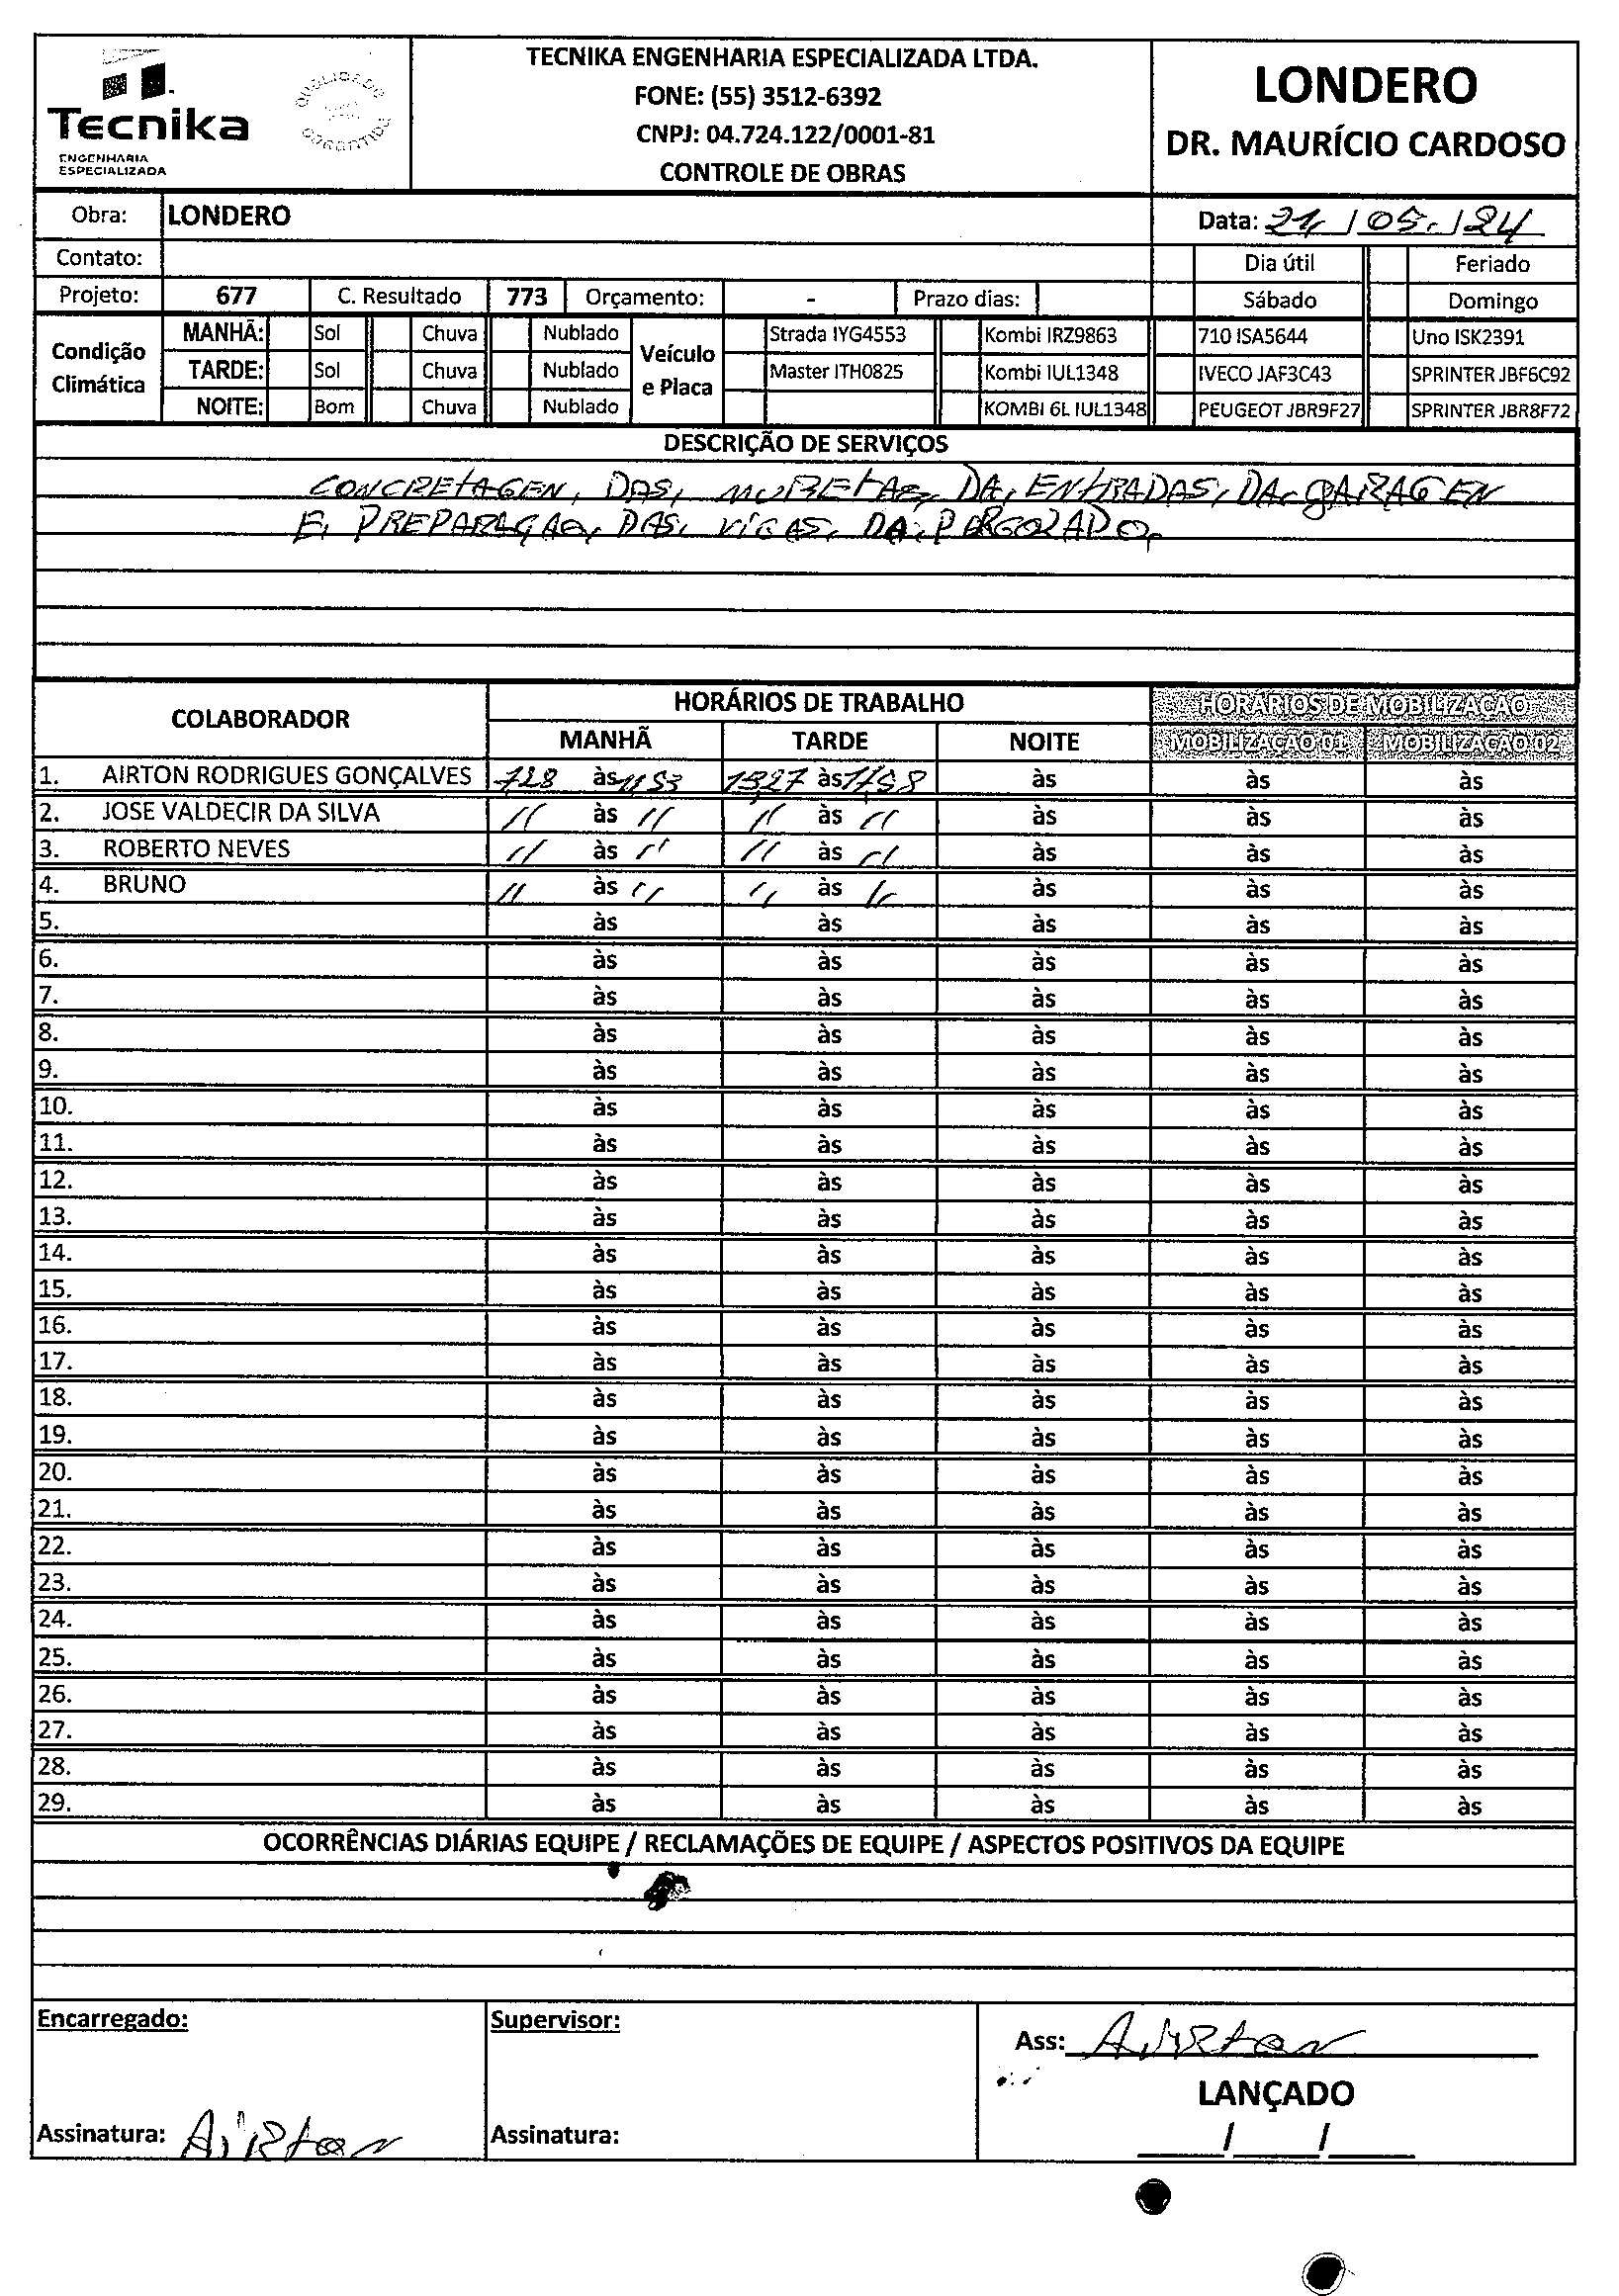 Tecnika
ENGENHARIA
ESPECIALIZADA
TECNIKA ENGENHARIA ESPECIALIZADA LTDA.
FONE: (55) 3512-6392
CNPJ: 04.724.122/0001-81
CONTROLE DE OBRAS
LONDERO
DR. MAURÍCIO CARDOSO
Obra: LONDERO Data: 21/05/24
Contato: Dia útil Feriado
Projeto: 677 C. Resultado 773 Orçamento: - Prazo dias: Sábado Domingo
Condição Climática MANHÃ: Sol Chuva Nublado Veículo e Placa Strada IYG4553 Kombi IRZ9863 710 ISA5644 Uno ISK2391
TARDE: Sol Chuva Nublado Master ITH0825 Kombi IUL1348 IVECO JAF3C43 SPRINTER JBF6C92
NOITE: Bom Chuva Nublado KOMBI 6L IUL1348 PEUGEOT JBR9F27 SPRINTER JBR8F72
DESCRIÇÃO DE SERVIÇOS
CONCRETAGEN, DAS, MURETAS, DA, ENTRADAS, DA GARAGEN
E, PREPARAÇAO, DAS, VIGAS, DA, PERGOLADO,
COLABORADOR HORÁRIOS DE TRABALHO HORÁRIOS DE MOBILIZAÇÃO
MANHÃ TARDE NOITE MOBILIZAÇÃO 01 MOBILIZAÇÃO 02
1. AIRTON RODRIGUES GONÇALVES 728 às 1153 1327 às 1758 às às às
2. JOSE VALDECIR DA SILVA // às // // às // às às às
3. ROBERTO NEVES // às // // às // às às às
4. BRUNO // às // // às // às às às
5. às às às às às
6. às às às às às
7. às às às às às
8. às às às às às
9. às às às às às
10. às às às às às
11. às às às às às
12. às às às às às
13. às às às às às
14. às às às às às
15. às às às às às
16. às às às às às
17. às às às às às
18. às às às às às
19. às às às às às
20. às às às às às
21. às às às às às
22. às às às às às
23. às às às às às
24. às às às às às
25. às às às às às
26. às às às às às
27. às às às às às
28. às às às às às
29. às às às às às
OCORRÊNCIAS DIÁRIAS EQUIPE / RECLAMAÇÕES DE EQUIPE / ASPECTOS POSITIVOS DA EQUIPE
Encarregado:
Assinatura: Airton
Supervisor:
Assinatura:
Ass: Airton
LANÇADO
____/____/____